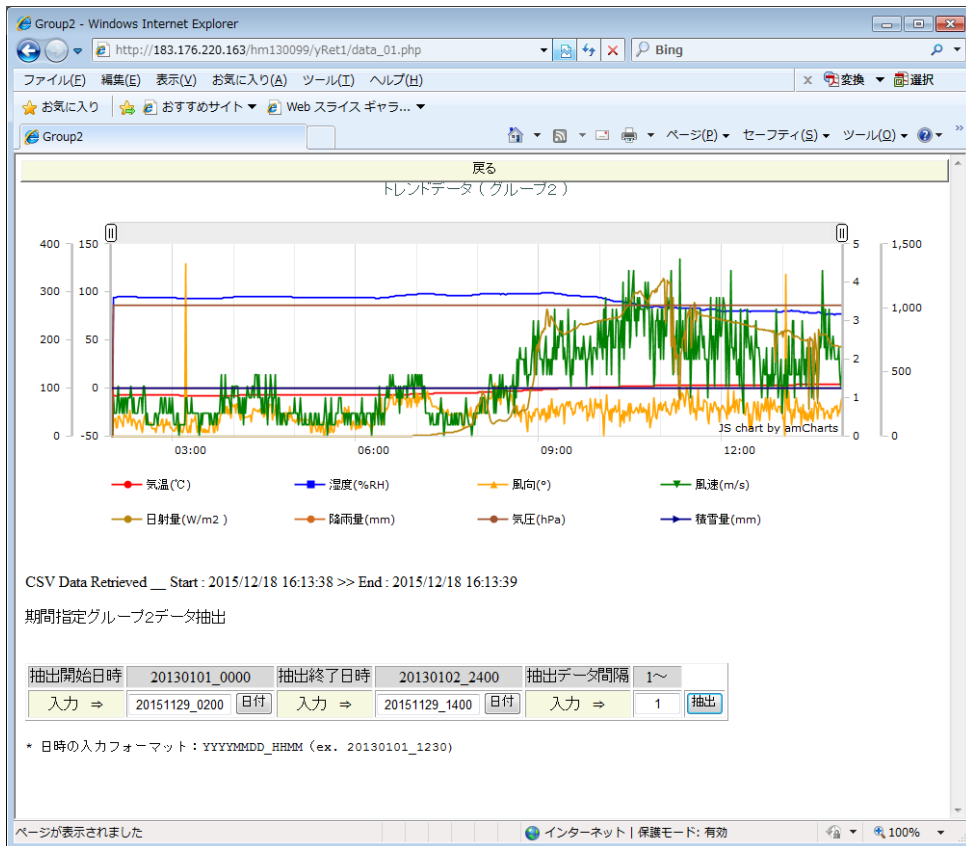 Group2 - Windows Internet Explorer
http://183.176.220.163/hm130099/yRet1/data_01.php
Bing
ファイル(F) 編集(E) 表示(V) お気に入り(A) ツール(T) ヘルプ(H)
x 変換 選択
お気に入り おすすめサイト Web スライス ギャラ...
Group2
ページ(P) セーフティ(S) ツール(O) »
戻る
トレンドデータ ( グループ2 )
400 150 5 1,500
300 100 4 1,000
200 50 3
100 0 2 500
0 -50 1
0 0
JS chart by amCharts
03:00 06:00 09:00 12:00
気温(℃) 湿度(%RH) 風向(°) 風速(m/s)
日射量(W/m2 ) 降雨量(mm) 気圧(hPa) 積雪量(mm)
CSV Data Retrieved __ Start : 2015/12/18 16:13:38 >> End : 2015/12/18 16:13:39
期間指定グループ2データ抽出
抽出開始日時 20130101_0000 抽出終了日時 20130102_2400 抽出データ間隔 1～
入力 ⇒ 20151129_0200 日付 入力 ⇒ 20151129_1400 日付 入力 ⇒ 1 抽出
* 日時の入力フォーマット：YYYYMMDD_HHMM (ex. 20130101_1230)
ページが表示されました インターネット | 保護モード: 有効 100%